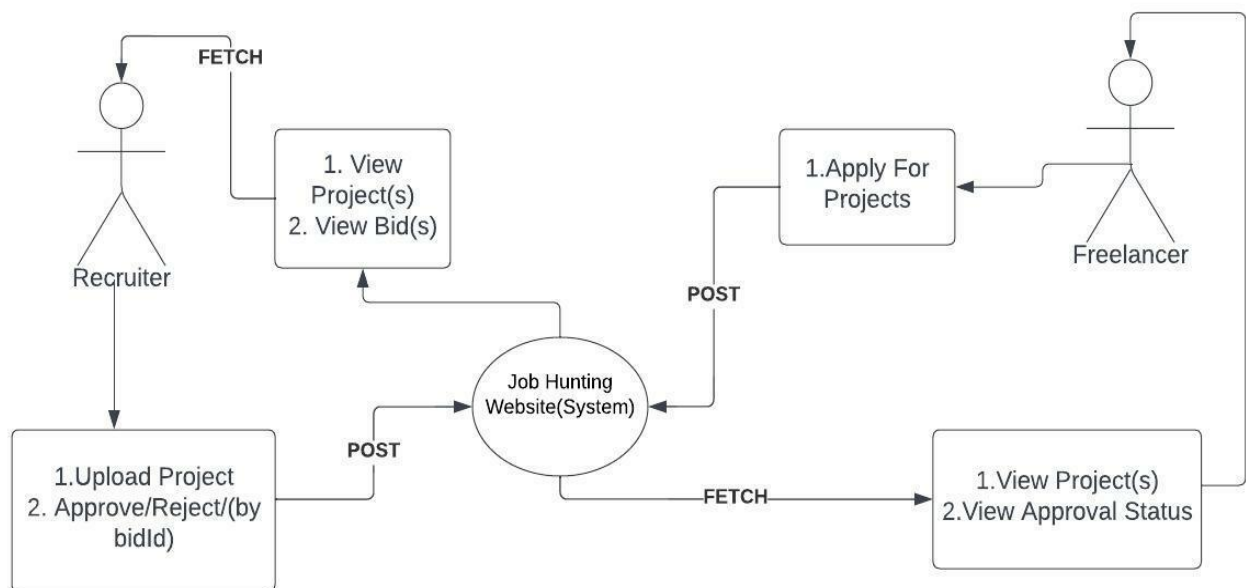 FETCH
1. View
Project(s)
2. View Bid(s)
Recruiter
1.Apply For
Projects
Freelancer
POST
Job Hunting
Website(System)
POST
1.Upload Project
2. Approve/Reject/(by
bidId)
FETCH
1.View Project(s)
2.View Approval Status